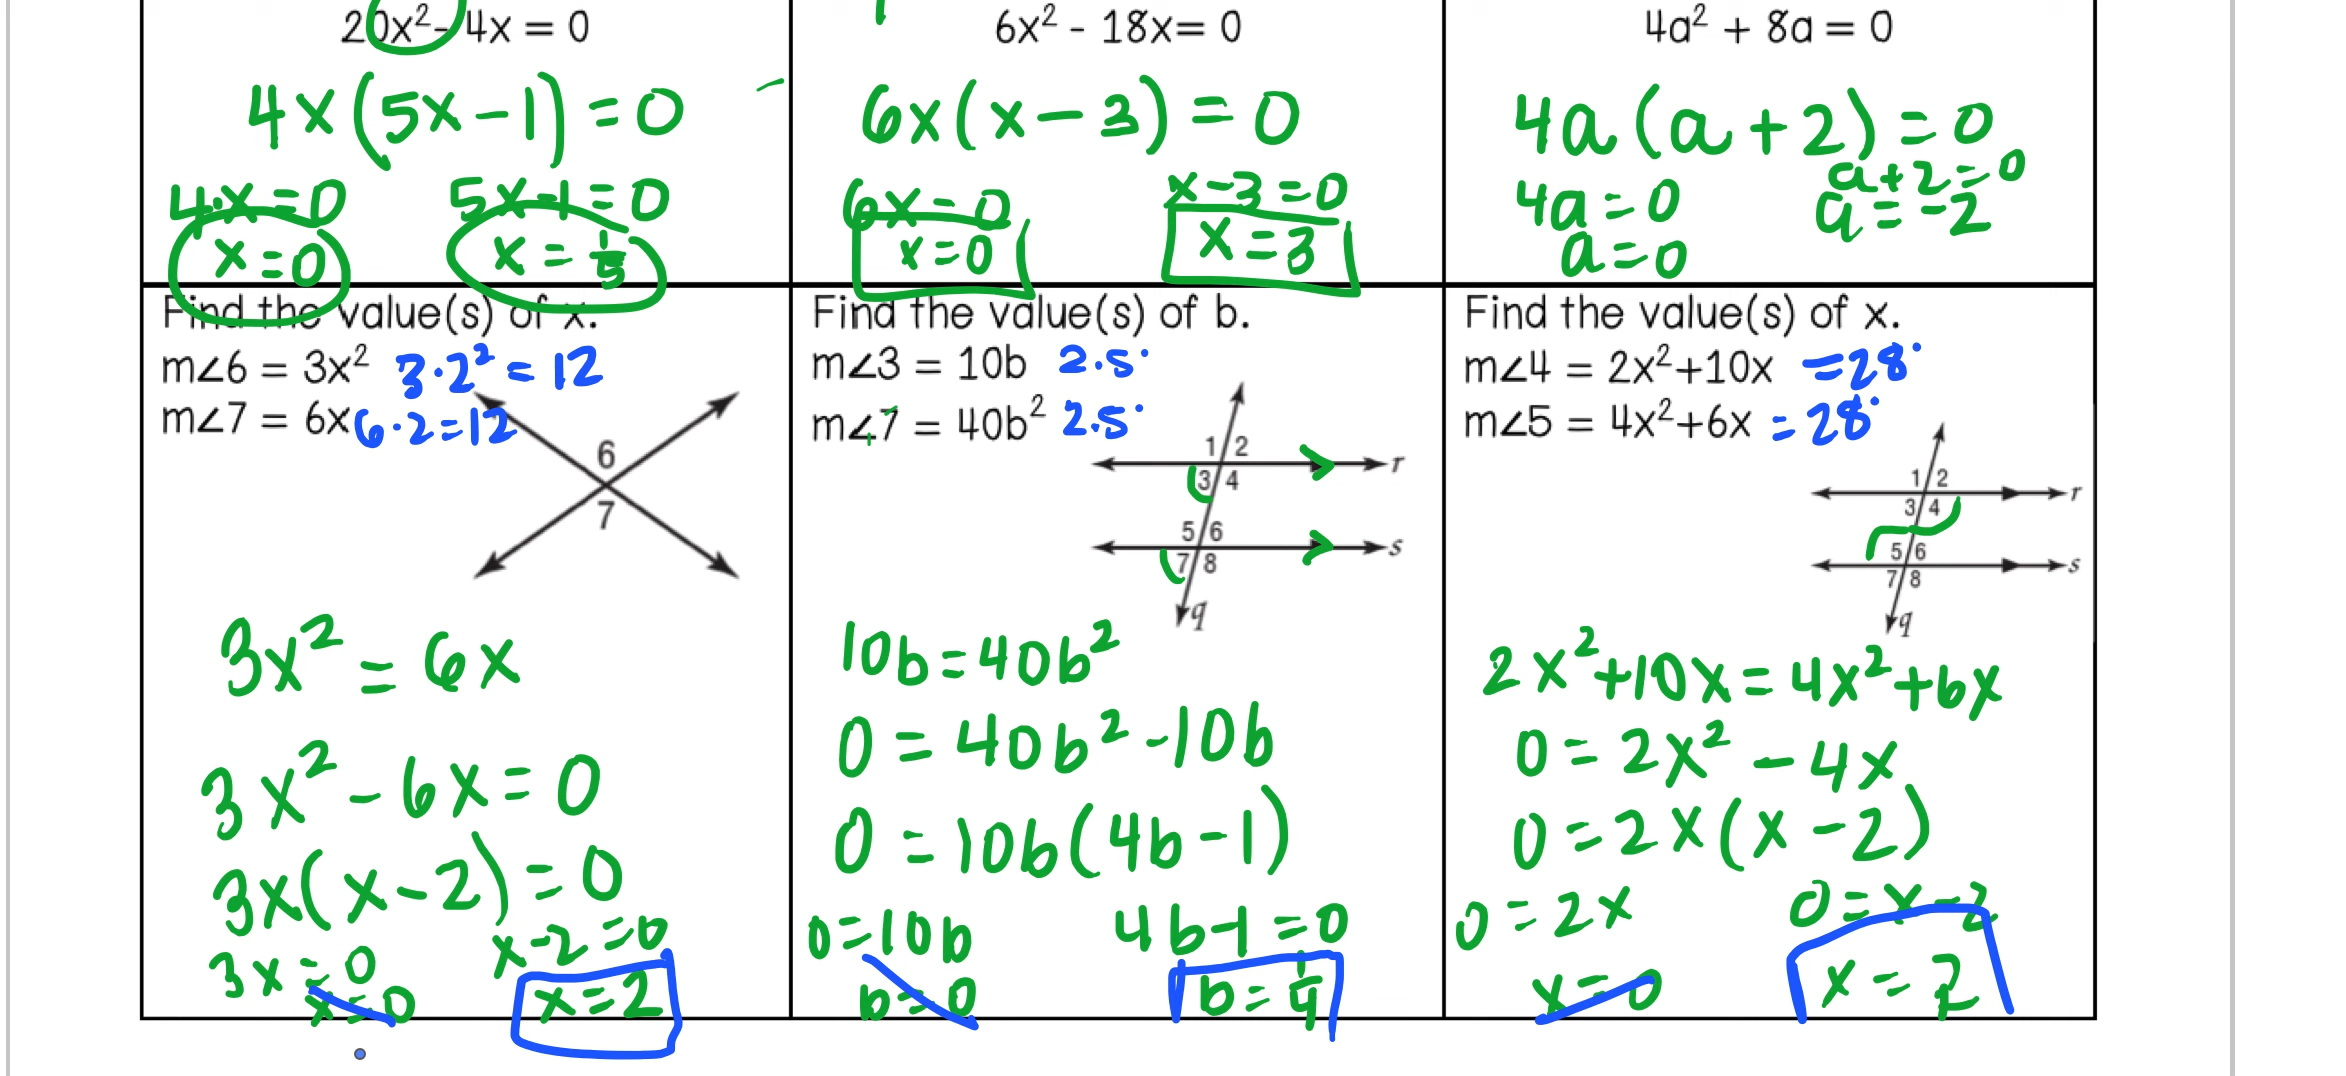 20x² - 4x = 0
4x(5x - 1) = 0
4x = 0 5x - 1 = 0
x = 0 x = 1/5
6x² - 18x= 0
6x(x - 3) = 0
6x = 0 x - 3 = 0
x = 0 x = 3
4a² + 8a = 0
4a(a + 2) = 0
4a = 0 a + 2 = 0
a = 0 a = -2
Find the value(s) of x.
m∠6 = 3x² 3·2² = 12
m∠7 = 6x 6·2 = 12
6
7
3x² = 6x
3x² - 6x = 0
3x(x - 2) = 0
3x = 0 x - 2 = 0
x = 0 x = 2
Find the value(s) of b.
m∠3 = 10b 2.5°
m∠7 = 40b² 2.5°
1 2
r
3 4
5 6
s
7 8
q
10b = 40b²
0 = 40b² - 10b
0 = 10b(4b - 1)
0 = 10b 4b - 1 = 0
b = 0 b = 1/4
Find the value(s) of x.
m∠4 = 2x²+10x = 28°
m∠5 = 4x²+6x = 28°
1 2
r
3 4
5 6
s
7 8
q
2x² + 10x = 4x² + 6x
0 = 2x² - 4x
0 = 2x(x - 2)
0 = 2x 0 = x - 2
x = 0 x = 2